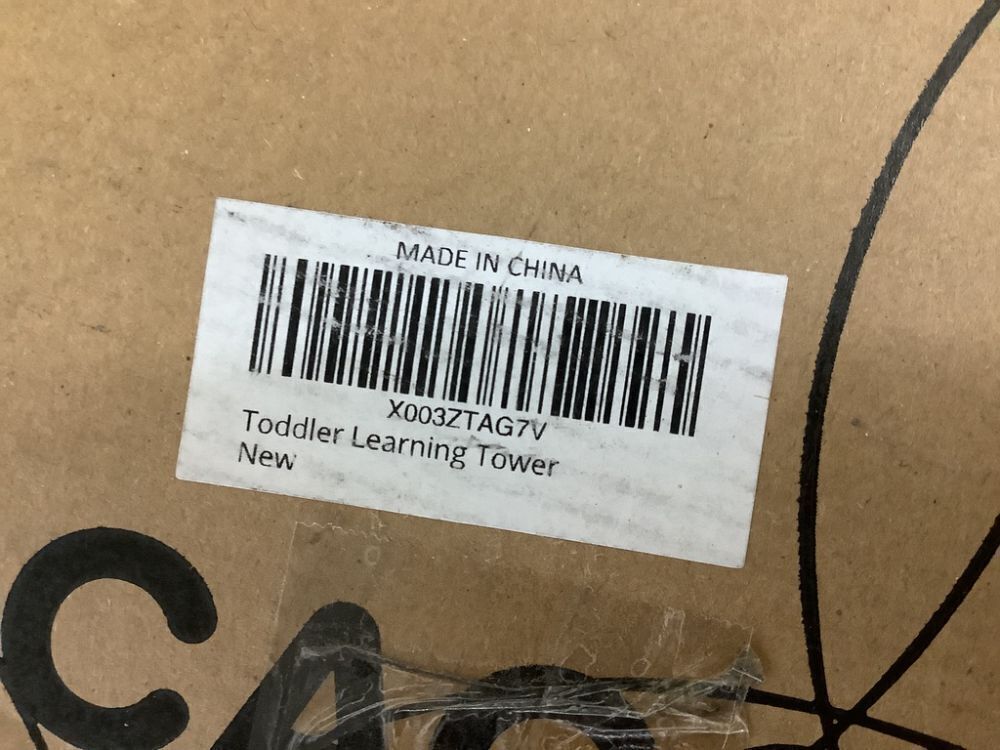 MADE IN CHINA
X003ZTAG7V
Toddler Learning Tower
New